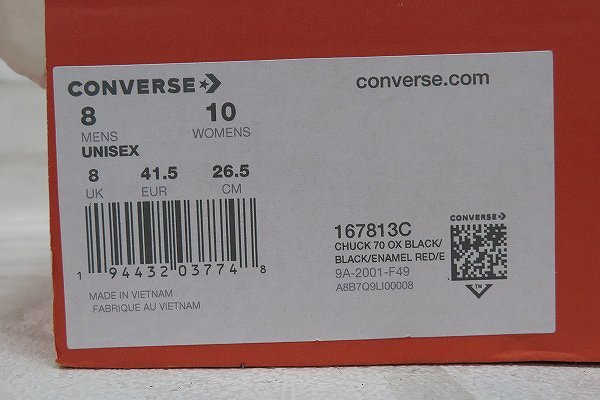 CONVERSE
converse.com
8 10
MENS WOMENS
UNISEX
8 41.5 26.5
UK EUR CM
1 94432 03774 8
MADE IN VIETNAM
FABRIQUE AU VIETNAM
167813C
CHUCK 70 OX BLACK/
BLACK/ENAMEL RED/E
9A-2001-F49
A8B7Q9LI00008
CONVERSE
TM